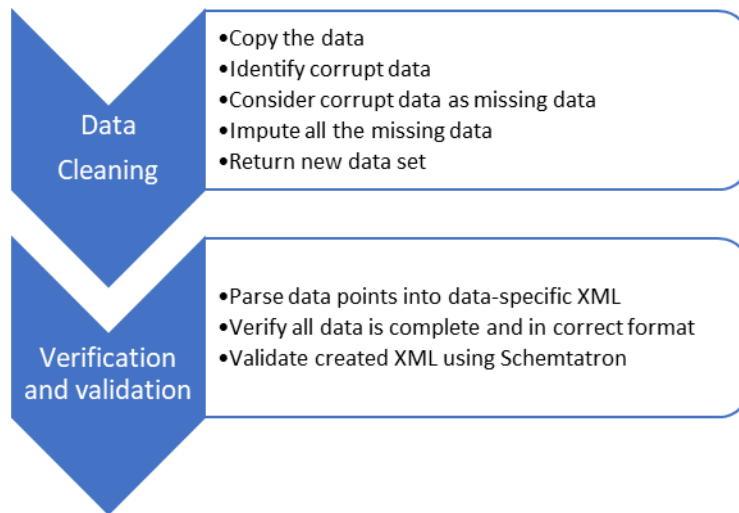 Data
Cleaning
•Copy the data
•Identify corrupt data
•Consider corrupt data as missing data
•Impute all the missing data
•Return new data set
Verification
and validation
•Parse data points into data-specific XML
•Verify all data is complete and in correct format
•Validate created XML using Schemtatron